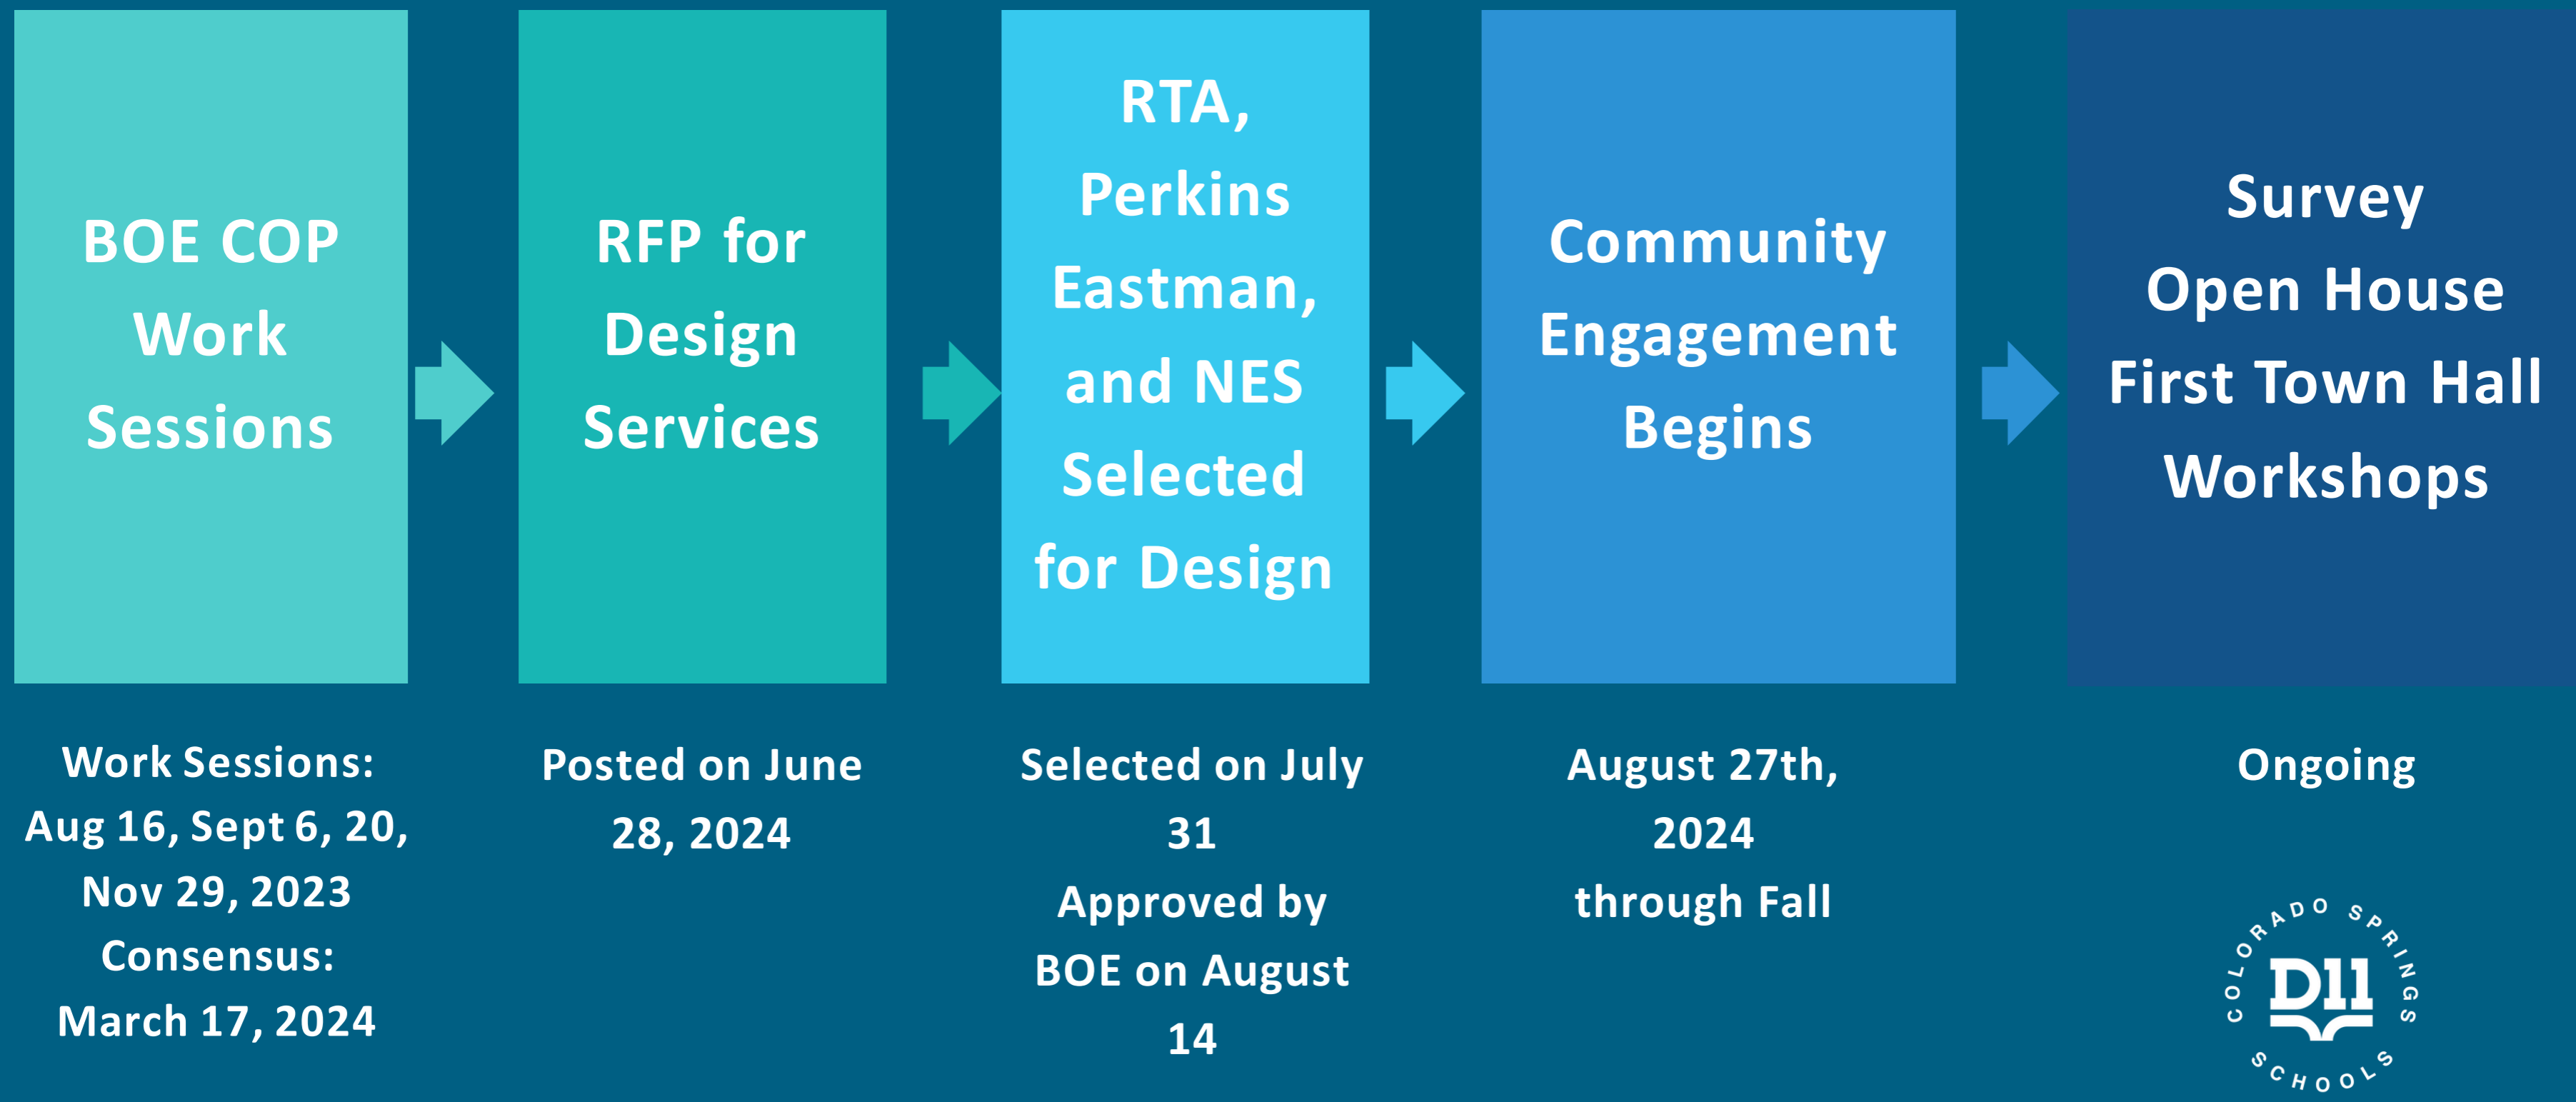 BOE COP
Work
Sessions
RFP for
Design
Services
RTA,
Perkins
Eastman,
and NES
Selected
for Design
Community
Engagement
Begins
Survey
Open House
First Town Hall
Workshops
Work Sessions:
Aug 16, Sept 6, 20,
Nov 29, 2023
Consensus:
March 17, 2024
Posted on June
28, 2024
Selected on July
31
Approved by
BOE on August
14
August 27th,
2024
through Fall
Ongoing
COLORADO SPRINGS
D11
SCHOOLS